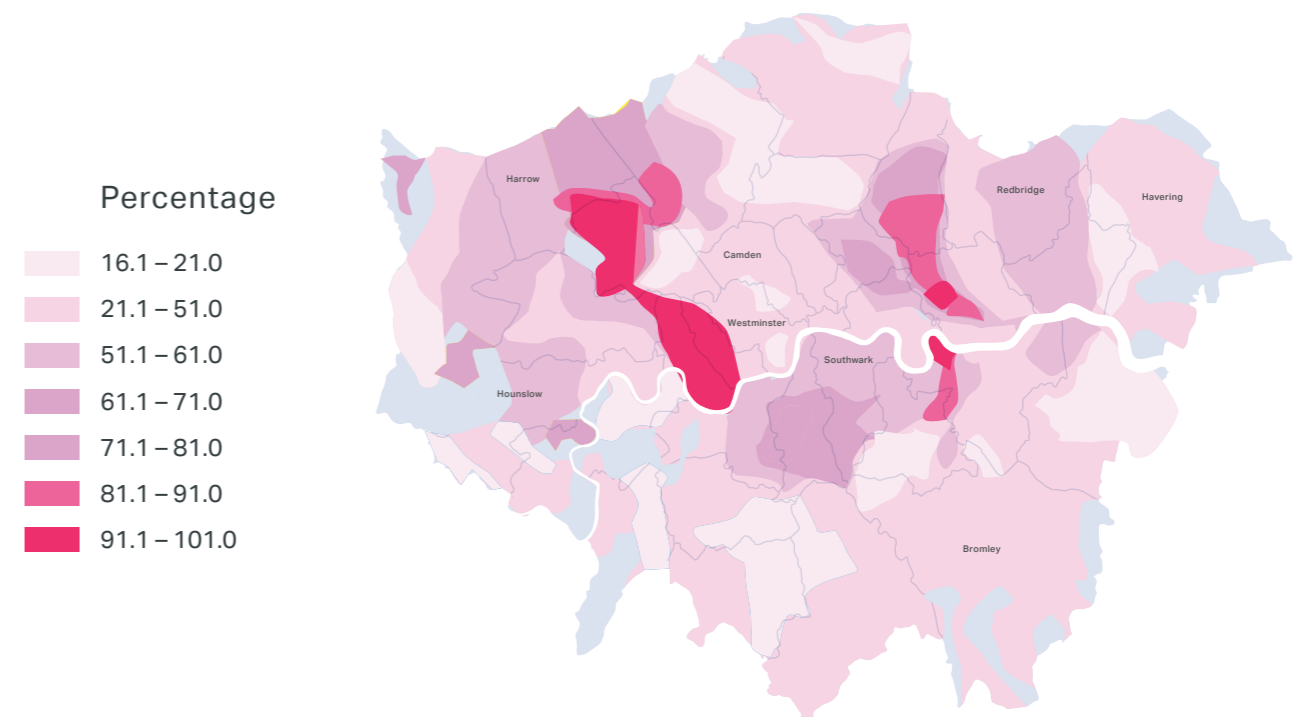 Percentage
16.1 – 21.0
21.1 – 51.0
51.1 – 61.0
61.1 – 71.0
71.1 – 81.0
81.1 – 91.0
91.1 – 101.0
Harrow
Redbridge
Havering
Camden
Westminster
Southwark
Hounslow
Bromley